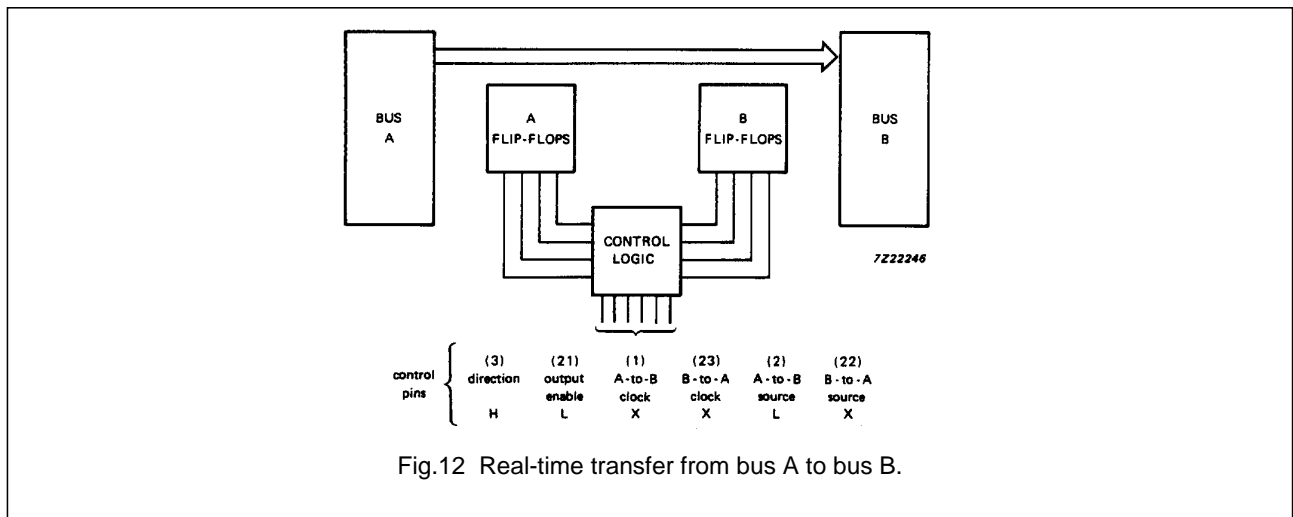 BUS
A
A
FLIP-FLOPS
B
FLIP-FLOPS
BUS
B
CONTROL
LOGIC
7Z22246
control
pins
(3) (21) (1) (23) (2) (22)
direction output A-to-B B-to-A A-to-B B-to-A
enable clock clock source source
H L X X L X
Fig.12 Real-time transfer from bus A to bus B.